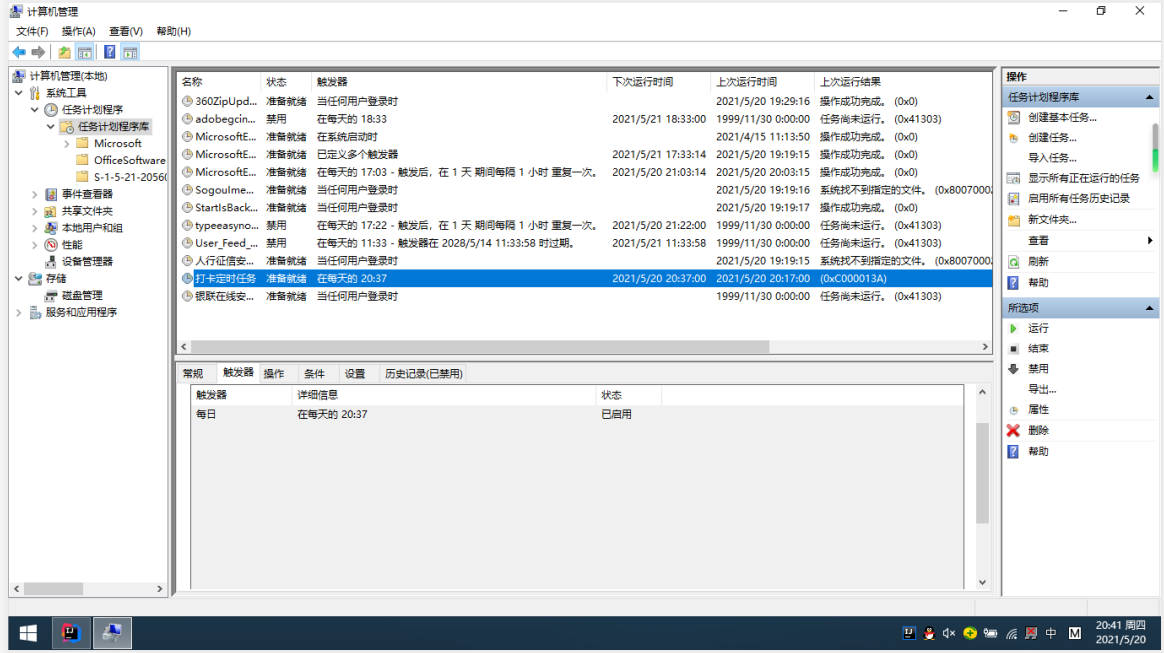 计算机管理
文件(F) 操作(A) 查看(V) 帮助(H)
计算机管理(本地)
系统工具
任务计划程序
任务计划程序库
Microsoft
OfficeSoftware
S-1-5-21-2056
事件查看器
共享文件夹
本地用户和组
性能
设备管理器
存储
磁盘管理
服务和应用程序
名称 状态 触发器 下次运行时间 上次运行时间 上次运行结果
360ZipUpd... 准备就绪 当任何用户登录时 2021/5/20 19:29:16 操作成功完成。 (0x0)
adobegcin... 禁用 在每天的 18:33 2021/5/21 18:33:00 1999/11/30 0:00:00 任务尚未运行。 (0x41303)
MicrosoftE... 准备就绪 在系统启动时 2021/4/15 11:13:50 操作成功完成。 (0x0)
MicrosoftE... 准备就绪 已定义多个触发器 2021/5/21 17:33:14 2021/5/20 19:19:15 操作成功完成。 (0x0)
MicrosoftE... 准备就绪 在每天的 17:03 - 触发后，在 1 天 期间每隔 1 小时 重复一次。 2021/5/20 21:03:14 2021/5/20 20:03:15 操作成功完成。 (0x0)
SogouIme... 准备就绪 当任何用户登录时 2021/5/20 19:19:16 系统找不到指定的文件。 (0x8007000
StartIsBack... 准备就绪 当任何用户登录时 2021/5/20 19:19:17 操作成功完成。 (0x0)
typeeasyno... 禁用 在每天的 17:22 - 触发后，在 1 天 期间每隔 1 小时 重复一次。 2021/5/20 21:22:00 1999/11/30 0:00:00 任务尚未运行。 (0x41303)
User_Feed_... 禁用 在每天的 11:33 - 触发器在 2028/5/14 11:33:58 时过期。 2021/5/21 11:33:58 1999/11/30 0:00:00 任务尚未运行。 (0x41303)
人行征信安... 准备就绪 当任何用户登录时 2021/5/20 19:19:15 系统找不到指定的文件。 (0x8007000
打卡定时任务 准备就绪 在每天的 20:37 2021/5/20 20:37:00 2021/5/20 20:17:00 (0xC000013A)
银联在线安... 准备就绪 当任何用户登录时 1999/11/30 0:00:00 任务尚未运行。 (0x41303)
常规 触发器 操作 条件 设置 历史记录(已禁用)
触发器 详细信息 状态
每日 在每天的 20:37 已启用
操作
任务计划程序库
创建基本任务...
创建任务...
导入任务...
显示所有正在运行的任务
启用所有任务历史记录
新文件夹...
查看
刷新
帮助
所选项
运行
结束
禁用
导出...
属性
删除
帮助
中 M 20:41 周四
2021/5/20